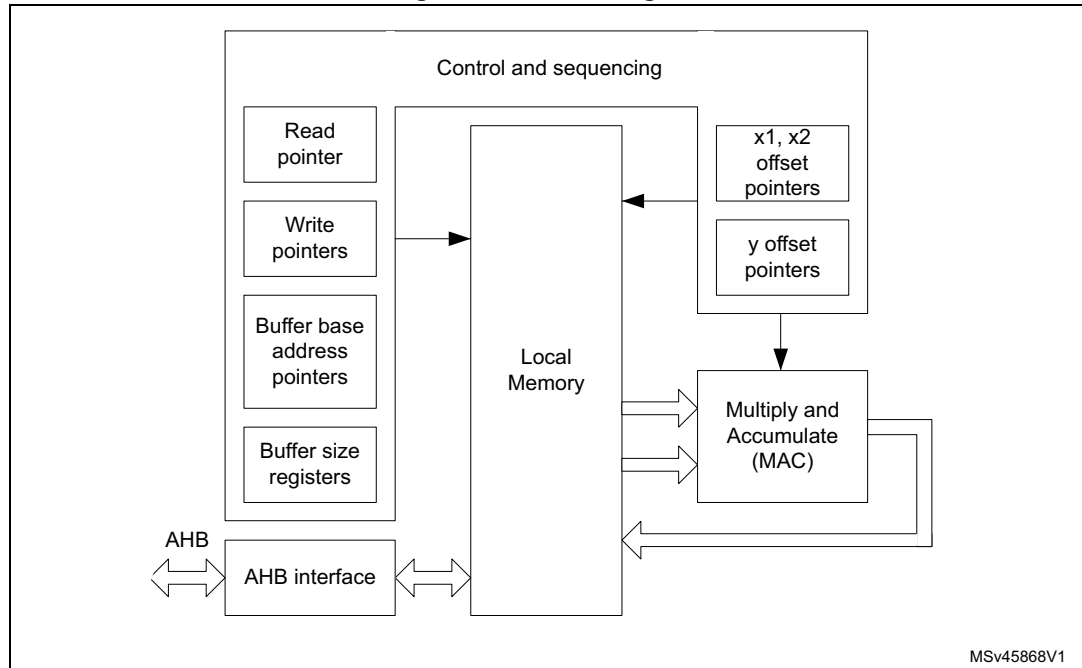 Control and sequencing
Read
pointer
Write
pointers
Buffer base
address
pointers
Buffer size
registers
x1, x2
offset
pointers
y offset
pointers
Local
Memory
Multiply and
Accumulate
(MAC)
AHB
AHB interface
MSv45868V1